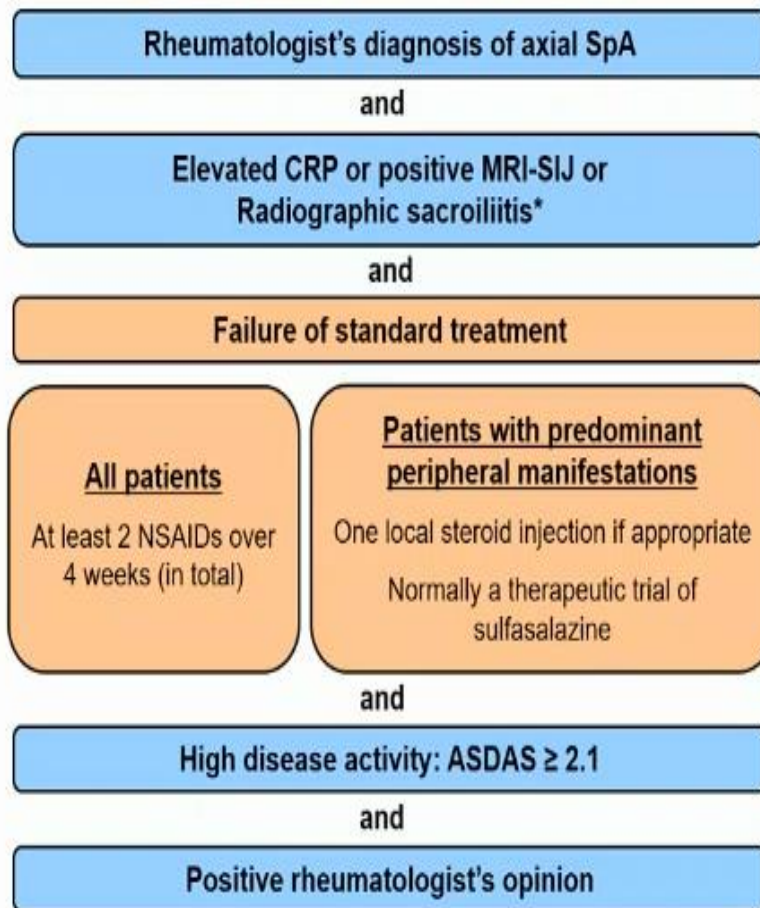 Rheumatologist's diagnosis of axial SpA
and
Elevated CRP or positive MRI-SIJ or
Radiographic sacroiliitis*
and
Failure of standard treatment
All patients
At least 2 NSAIDs over
4 weeks (in total)
Patients with predominant
peripheral manifestations
One local steroid injection if appropriate
Normally a therapeutic trial of
sulfasalazine
and
High disease activity: ASDAS ≥ 2.1
and
Positive rheumatologist's opinion